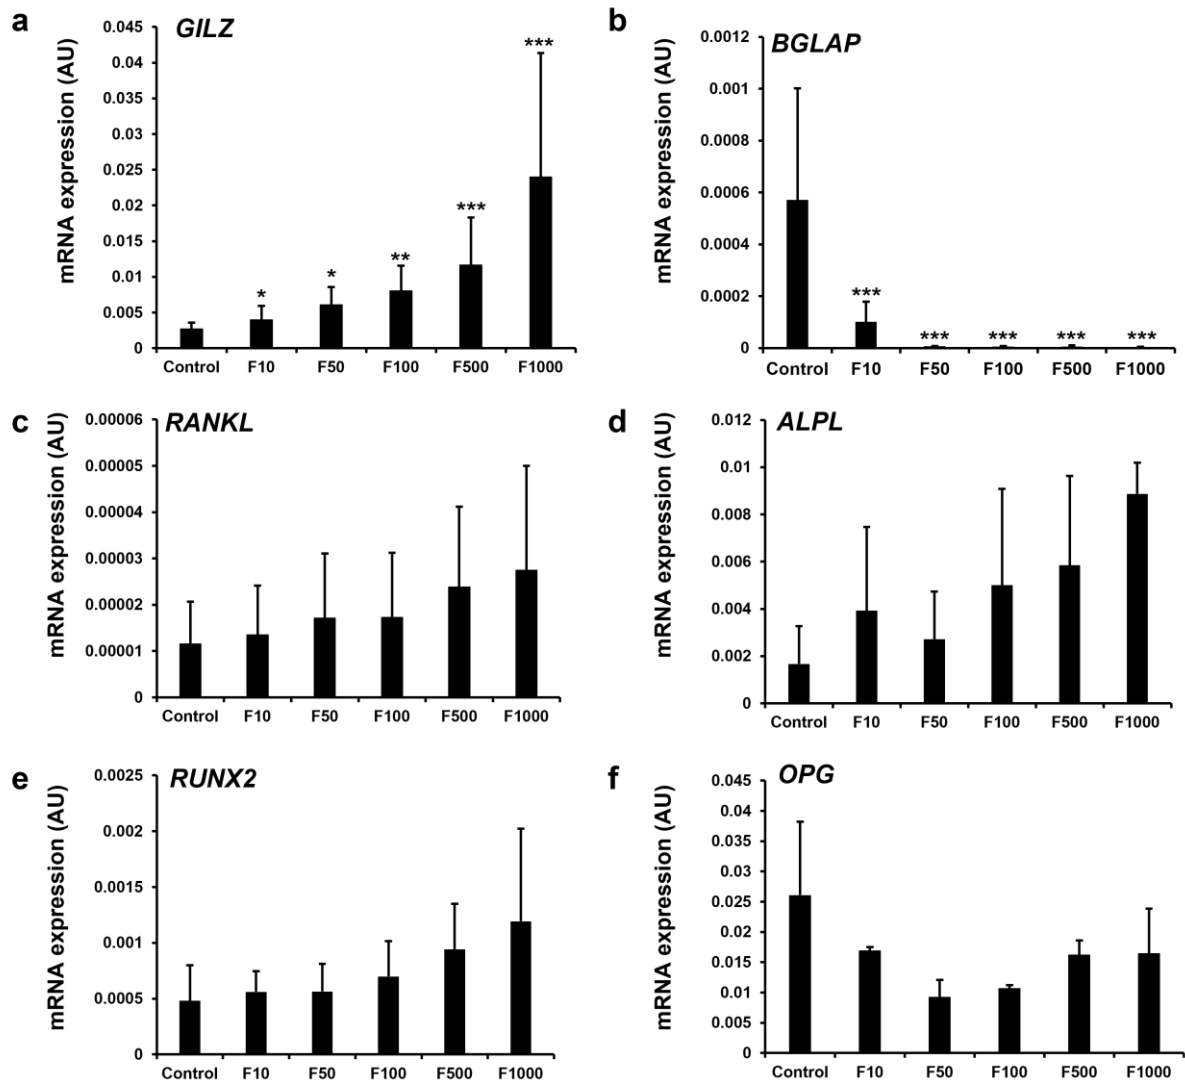 a
GILZ
mRNA expression (AU)
0.045
0.04
0.035
0.03
0.025
0.02
0.015
0.01
0.005
0
*
*
**
***
***
Control F10 F50 F100 F500 F1000
b
BGLAP
mRNA expression (AU)
0.0012
0.001
0.0008
0.0006
0.0004
0.0002
0
*** *** *** *** ***
Control F10 F50 F100 F500 F1000
c
RANKL
mRNA expression (AU)
0.00006
0.00005
0.00004
0.00003
0.00002
0.00001
0
Control F10 F50 F100 F500 F1000
d
ALPL
mRNA expression (AU)
0.012
0.01
0.008
0.006
0.004
0.002
0
Control F10 F50 F100 F500 F1000
e
RUNX2
mRNA expression (AU)
0.0025
0.002
0.0015
0.001
0.0005
0
Control F10 F50 F100 F500 F1000
f
OPG
mRNA expression (AU)
0.045
0.04
0.035
0.03
0.025
0.02
0.015
0.01
0.005
0
Control F10 F50 F100 F500 F1000